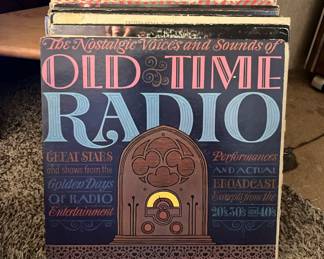 The Nostalgic Voices and Sounds of
OLD TIME
RADIO
GREAT STARS
and shows from the
Golden Days
OF RADIO
Entertainment
Performances
AND ACTUAL
BROADCAST
Excerpts from the
20's 30's AND 40's